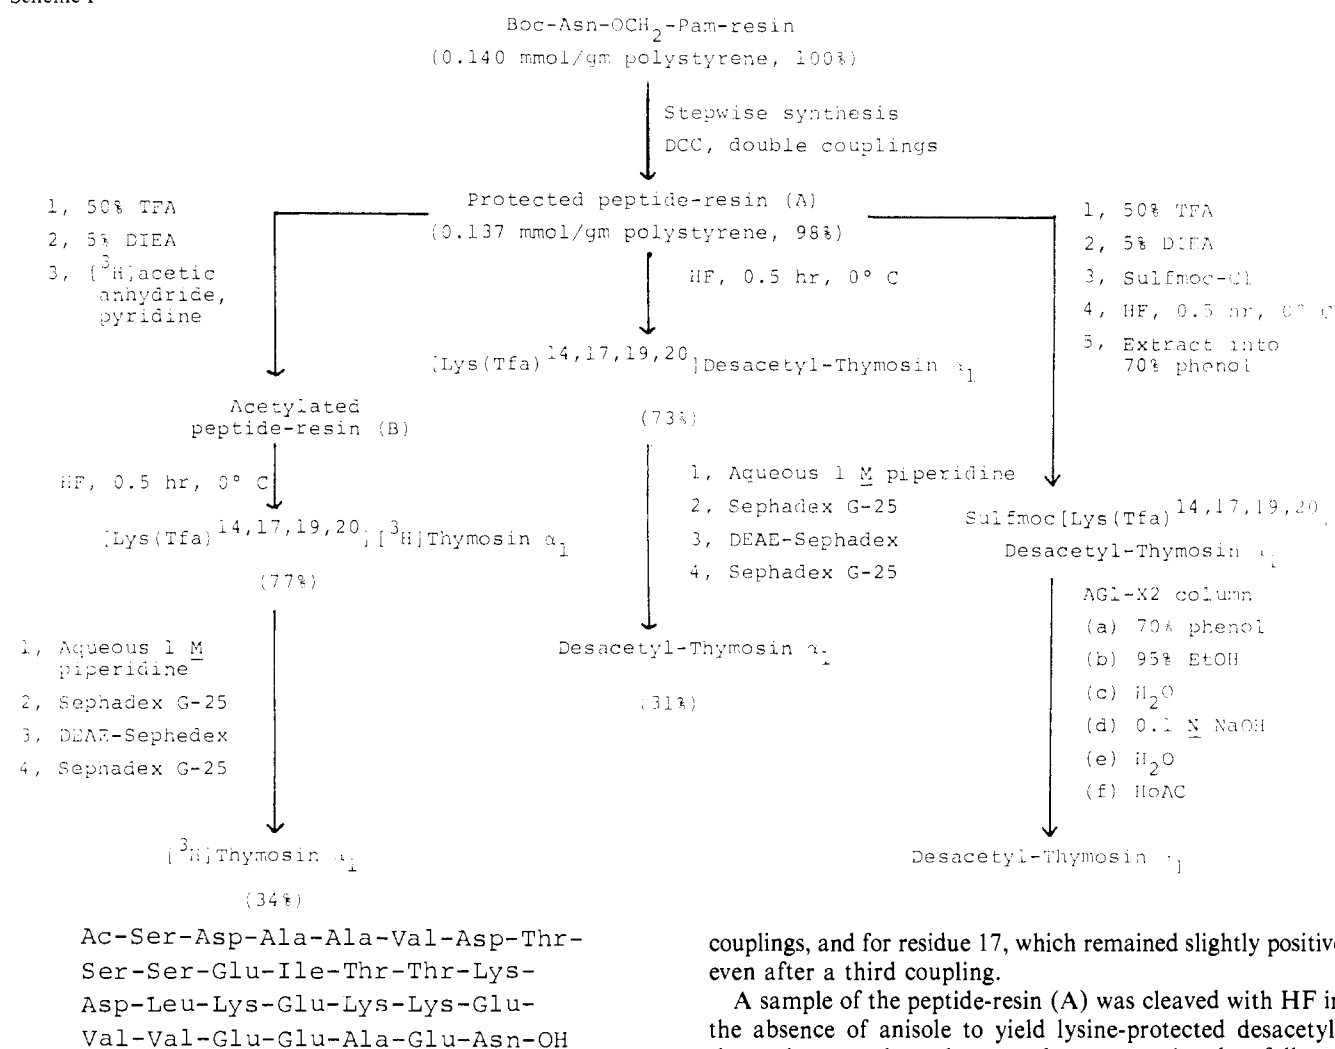 Boc-Asn-OCH2-Pam-resin
(0.140 mmol/gm polystyrene, 100%)
Stepwise synthesis
DCC, double couplings
Protected peptide-resin (A)
(0.137 mmol/gm polystyrene, 98%)
1, 50% TFA
2, 5% DIEA
3, [3H]acetic
anhydride,
pyridine
HF, 0.5 hr, 0° C
1, 50% TFA
2, 5% DIEA
3, Sulfmoc-Cl
4, HF, 0.5 hr, 0° C
5, Extract into
70% phenol
[Lys(Tfa)14,17,19,20]Desacetyl-Thymosin α1
(73%)
Acetylated
peptide-resin (B)
HF, 0.5 hr, 0° C
[Lys(Tfa)14,17,19,20][3H]Thymosin α1
(77%)
1, Aqueous 1 M piperidine
2, Sephadex G-25
3, DEAE-Sephadex
4, Sephadex G-25
Sulfmoc[Lys(Tfa)14,17,19,20]
Desacetyl-Thymosin α1
AG1-X2 column
(a) 70% phenol
(b) 95% EtOH
(c) H2O
(d) 0.1 N NaOH
(e) H2O
(f) HoAC
1, Aqueous 1 M
piperidine
2, Sephadex G-25
3, DEAE-Sephedex
4, Sephadex G-25
Desacetyl-Thymosin α1
(31%)
[3H]Thymosin α1
(34%)
Desacetyl-Thymosin α1
Ac-Ser-Asp-Ala-Ala-Val-Asp-Thr-
Ser-Ser-Glu-Ile-Thr-Thr-Lys-
Asp-Leu-Lys-Glu-Lys-Lys-Glu-
Val-Val-Glu-Glu-Ala-Glu-Asn-OH
couplings, and for residue 17, which remained slightly positive
even after a third coupling.
A sample of the peptide-resin (A) was cleaved with HF in
the absence of anisole to yield lysine-protected desacetyl